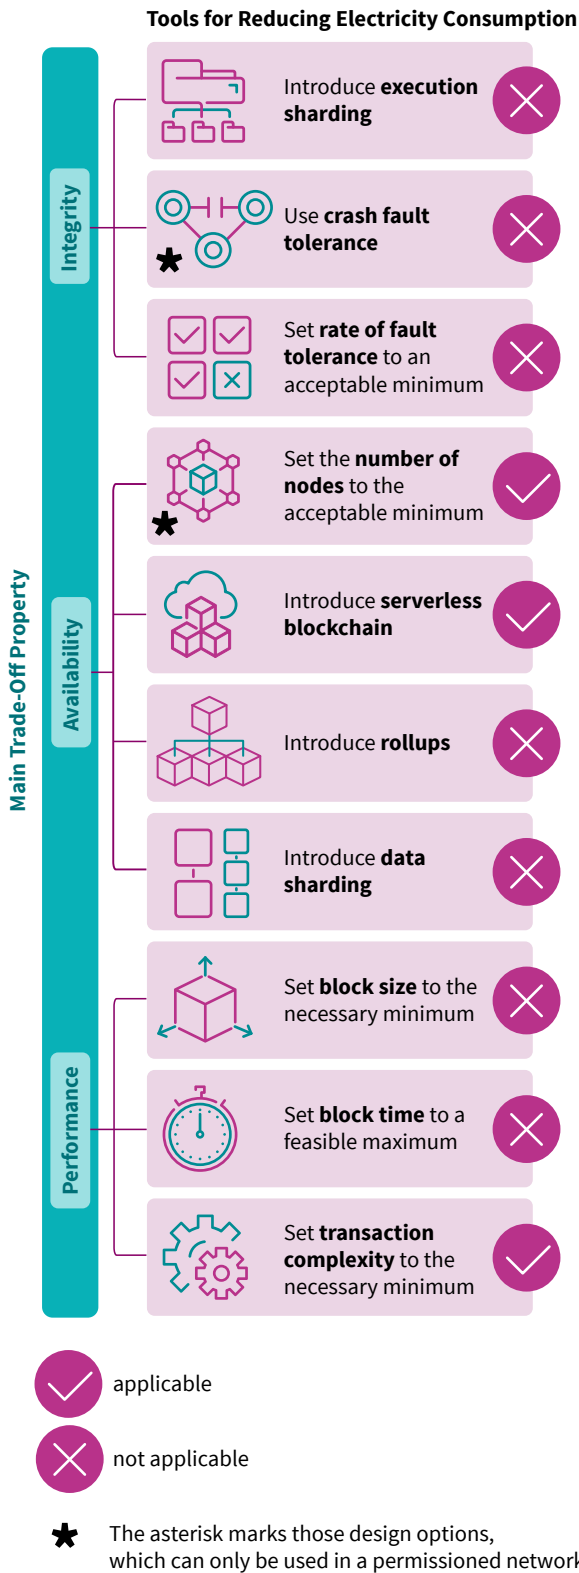 Tools for Reducing Electricity Consumption
Main Trade-Off Property
Integrity
Introduce execution
sharding
Use crash fault
tolerance
*
Set rate of fault
tolerance to an
acceptable minimum
Availability
Set the number of
nodes to the
acceptable minimum
*
Introduce serverless
blockchain
Introduce rollups
Introduce data
sharding
Performance
Set block size to the
necessary minimum
Set block time to a
feasible maximum
Set transaction
complexity to the
necessary minimum
applicable
not applicable
* The asterisk marks those design options,
which can only be used in a permissioned network